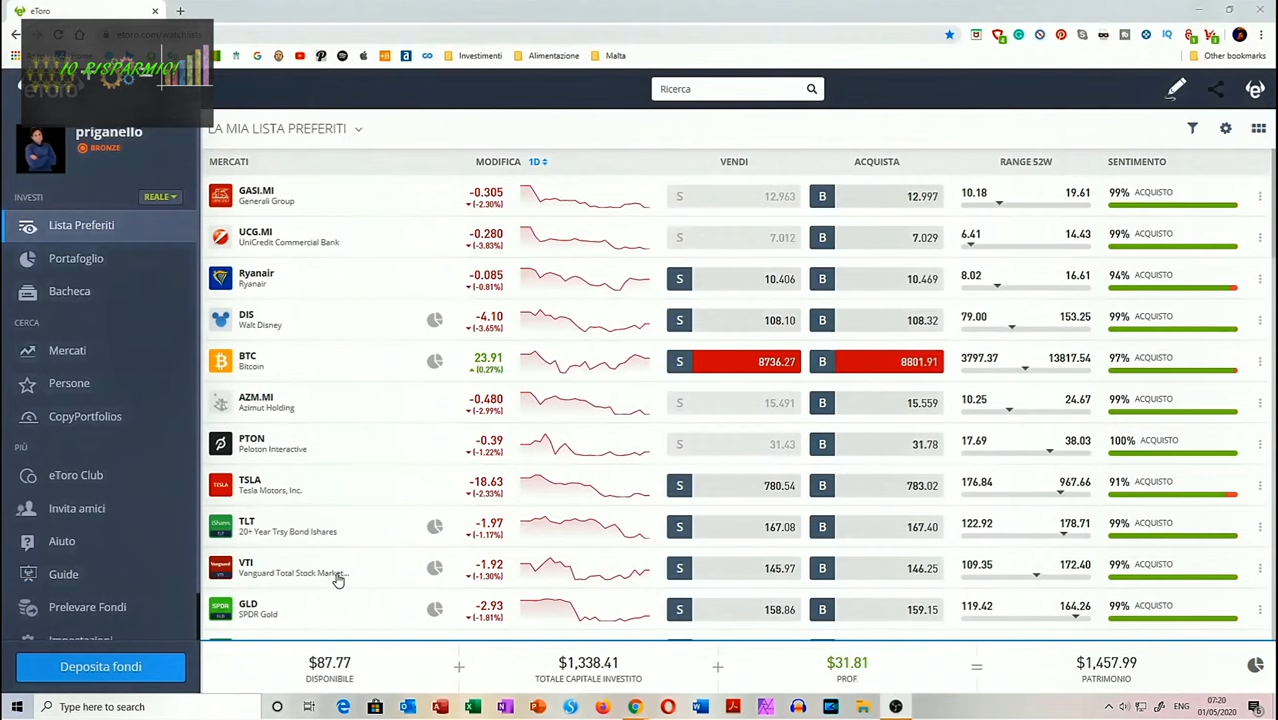 eToro
etoro.com/watchlists
Home
Investimenti
Alimentazione
Malta
Other bookmarks
IO RISPARMIO!
eToro
Ricerca
priganello
BRONZE
INVESTI
REALE
Lista Preferiti
Portafoglio
Bacheca
CERCA
Mercati
Persone
CopyPortfolios
PIÙ
eToro Club
Invita amici
Aiuto
Guide
Prelevare Fondi
Impostazioni
Deposita fondi
LA MIA LISTA PREFERITI
MERCATI MODIFICA 1D VENDI ACQUISTA RANGE 52W SENTIMENTO
GASI.MI
Generali Group
-0.305
(-2.30%)
S 12.963 B 12.997
10.18 19.61
99% ACQUISTO
UCG.MI
UniCredit Commercial Bank
-0.280
(-3.83%)
S 7.012 B 7.029
6.41 14.43
99% ACQUISTO
Ryanair
Ryanair
-0.085
(-0.81%)
S 10.406 B 10.469
8.02 16.61
94% ACQUISTO
DIS
Walt Disney
-4.10
(-3.65%)
S 108.10 B 108.32
79.00 153.25
99% ACQUISTO
BTC
Bitcoin
23.91
(0.27%)
S 8736.27 B 8801.91
3797.37 13817.54
97% ACQUISTO
AZM.MI
Azimut Holding
-0.480
(-2.99%)
S 15.491 B 15.559
10.25 24.67
99% ACQUISTO
PTON
Peloton Interactive
-0.39
(-1.22%)
S 31.43 B 31.78
17.69 38.03
100% ACQUISTO
TSLA
Tesla Motors, Inc.
-18.63
(-2.33%)
S 780.54 B 783.02
176.84 967.66
91% ACQUISTO
TLT
20+ Year Trsy Bond Ishares
-1.97
(-1.17%)
S 167.08 B 167.40
122.92 178.71
99% ACQUISTO
VTI
Vanguard Total Stock Market...
-1.92
(-1.30%)
S 145.97 B 146.25
109.35 172.40
99% ACQUISTO
GLD
SPDR Gold
-2.93
(-1.81%)
S 158.86 B 159.15
119.42 164.26
99% ACQUISTO
$87.77 + $1,338.41 + $31.81 = $1,457.99
DISPONIBILE TOTALE CAPITALE INVESTITO PROF. PATRIMONIO
Type here to search
ENG
07:20
01/05/2020